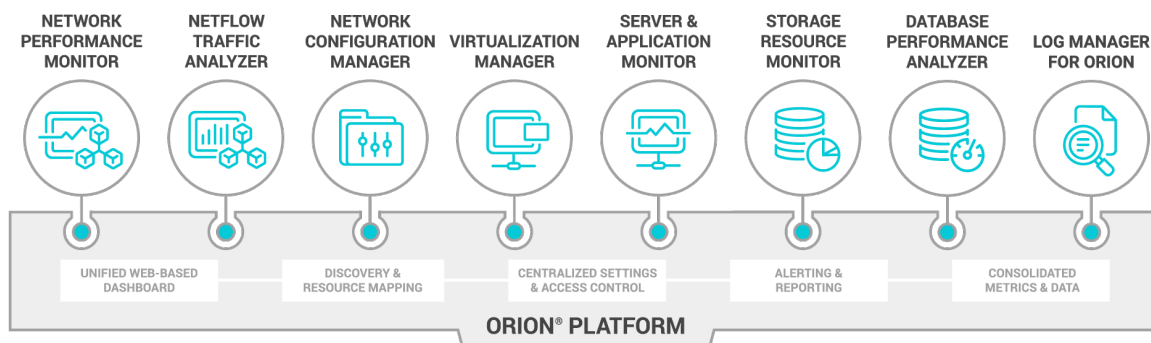 NETWORK
PERFORMANCE
MONITOR
NETFLOW
TRAFFIC
ANALYZER
NETWORK
CONFIGURATION
MANAGER
VIRTUALIZATION
MANAGER
SERVER &
APPLICATION
MONITOR
STORAGE
RESOURCE
MONITOR
DATABASE
PERFORMANCE
ANALYZER
LOG MANAGER
FOR ORION
UNIFIED WEB-BASED
DASHBOARD
DISCOVERY &
RESOURCE MAPPING
CENTRALIZED SETTINGS
& ACCESS CONTROL
ALERTING &
REPORTING
CONSOLIDATED
METRICS & DATA
ORION® PLATFORM